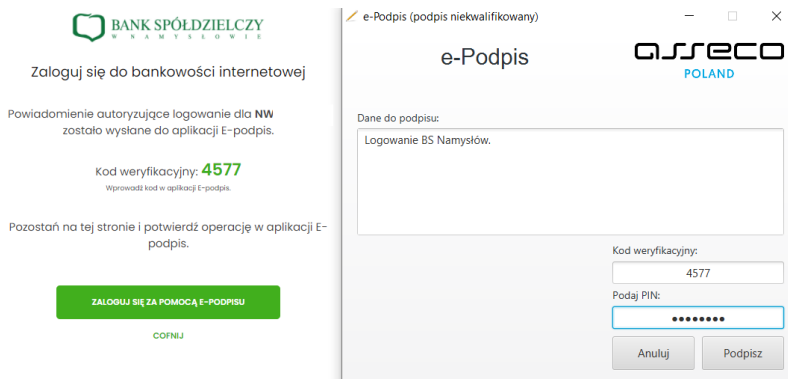 BANK SPÓŁDZIELCZY
W NAMYSŁOWIE
Zaloguj się do bankowości internetowej
Powiadomienie autoryzujące logowanie dla NW
zostało wysłane do aplikacji E-podpis.
Kod weryfikacyjny: 4577
Wprowadź kod w aplikacji E-podpis.
Pozostań na tej stronie i potwierdź operację w aplikacji E-
podpis.
ZALOGUJ SIĘ ZA POMOCĄ E-PODPISU
COFNIJ
e-Podpis (podpis niekwalifikowany)
e-Podpis
asseco
POLAND
Dane do podpisu:
Logowanie BS Namysłów.
Kod weryfikacyjny:
4577
Podaj PIN:
••••••••
Anuluj
Podpisz